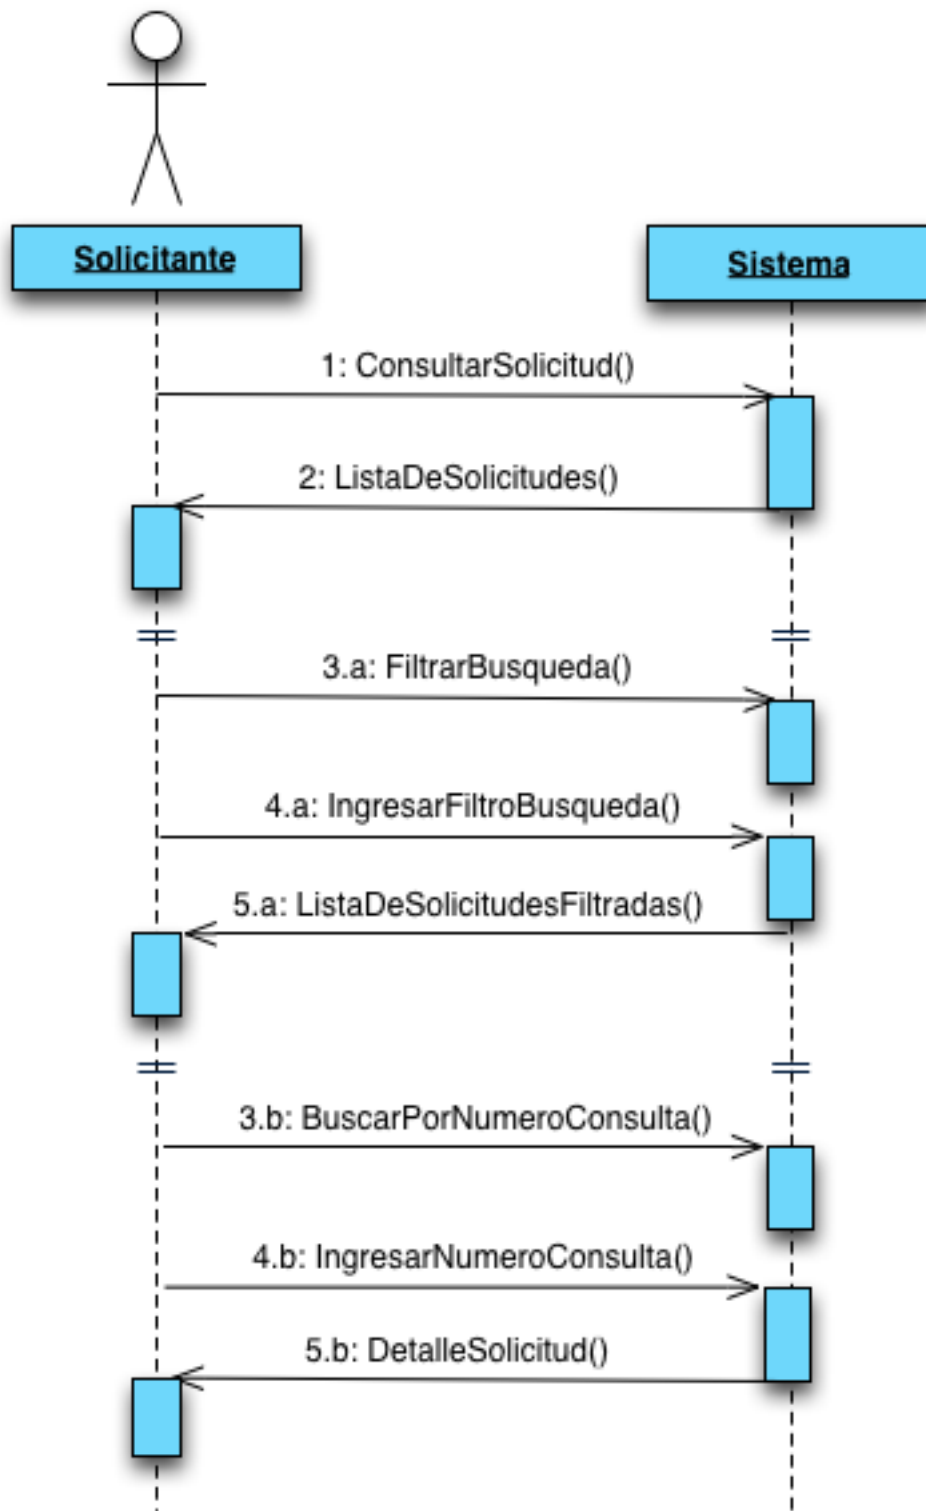 Solicitante
Sistema
1: ConsultarSolicitud()
2: ListaDeSolicitudes()
3.a: FiltrarBusqueda()
4.a: IngresarFiltroBusqueda()
5.a: ListaDeSolicitudesFiltradas()
3.b: BuscarPorNumeroConsulta()
4.b: IngresarNumeroConsulta()
5.b: DetalleSolicitud()